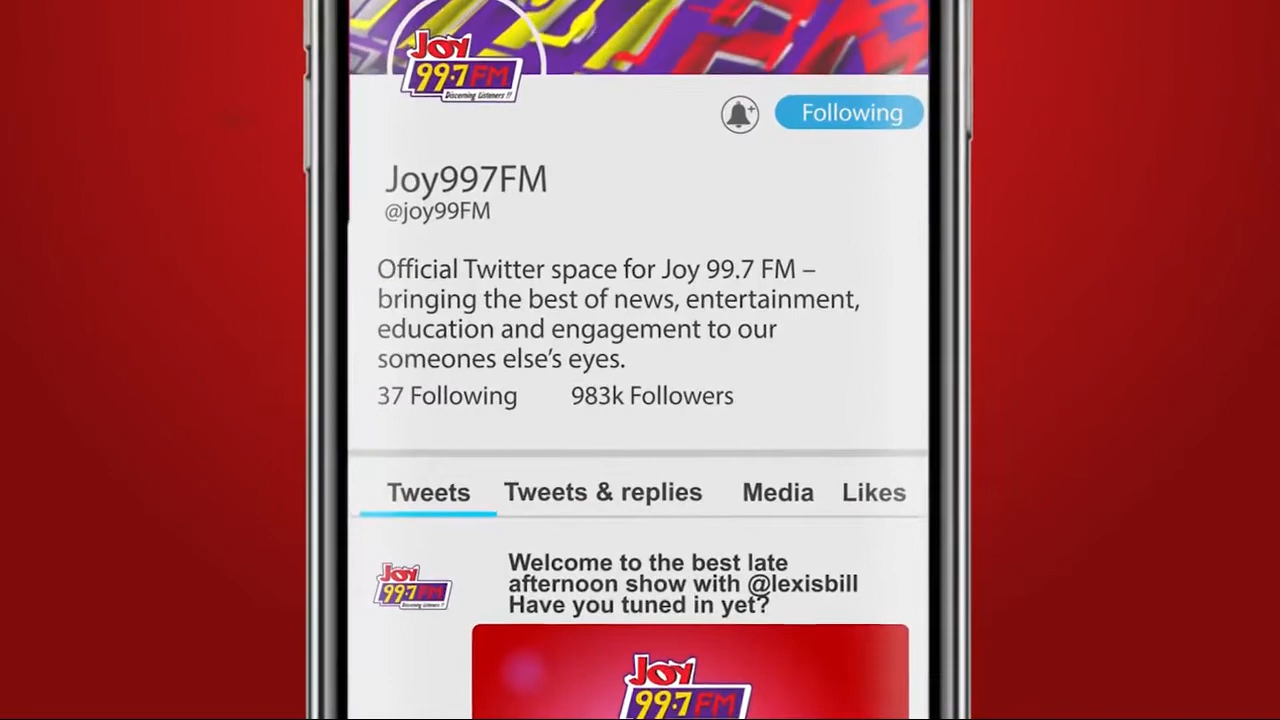 Joy
99.7 FM
Discerning Listeners !!
Following
Joy997FM
@joy99FM
Official Twitter space for Joy 99.7 FM –
bringing the best of news, entertainment,
education and engagement to our
someones else’s eyes.
37 Following 983k Followers
Tweets Tweets & replies Media Likes
Welcome to the best late
afternoon show with @lexisbill
Have you tuned in yet?
Joy
99.7 FM
Discerning Listeners !!
Joy
99.7 FM